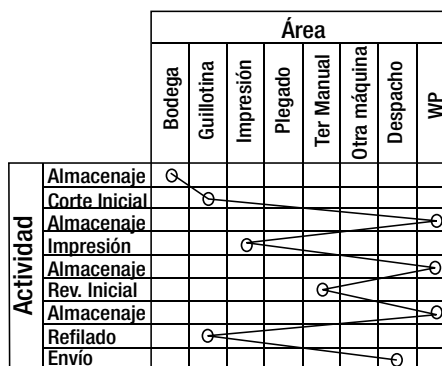 Área
Bodega
Guillotina
Impresión
Plegado
Ter Manual
Otra máquina
Despacho
WP
Actividad
Almacenaje
Corte Inicial
Almacenaje
Impresión
Almacenaje
Rev. Inicial
Almacenaje
Refilado
Envío